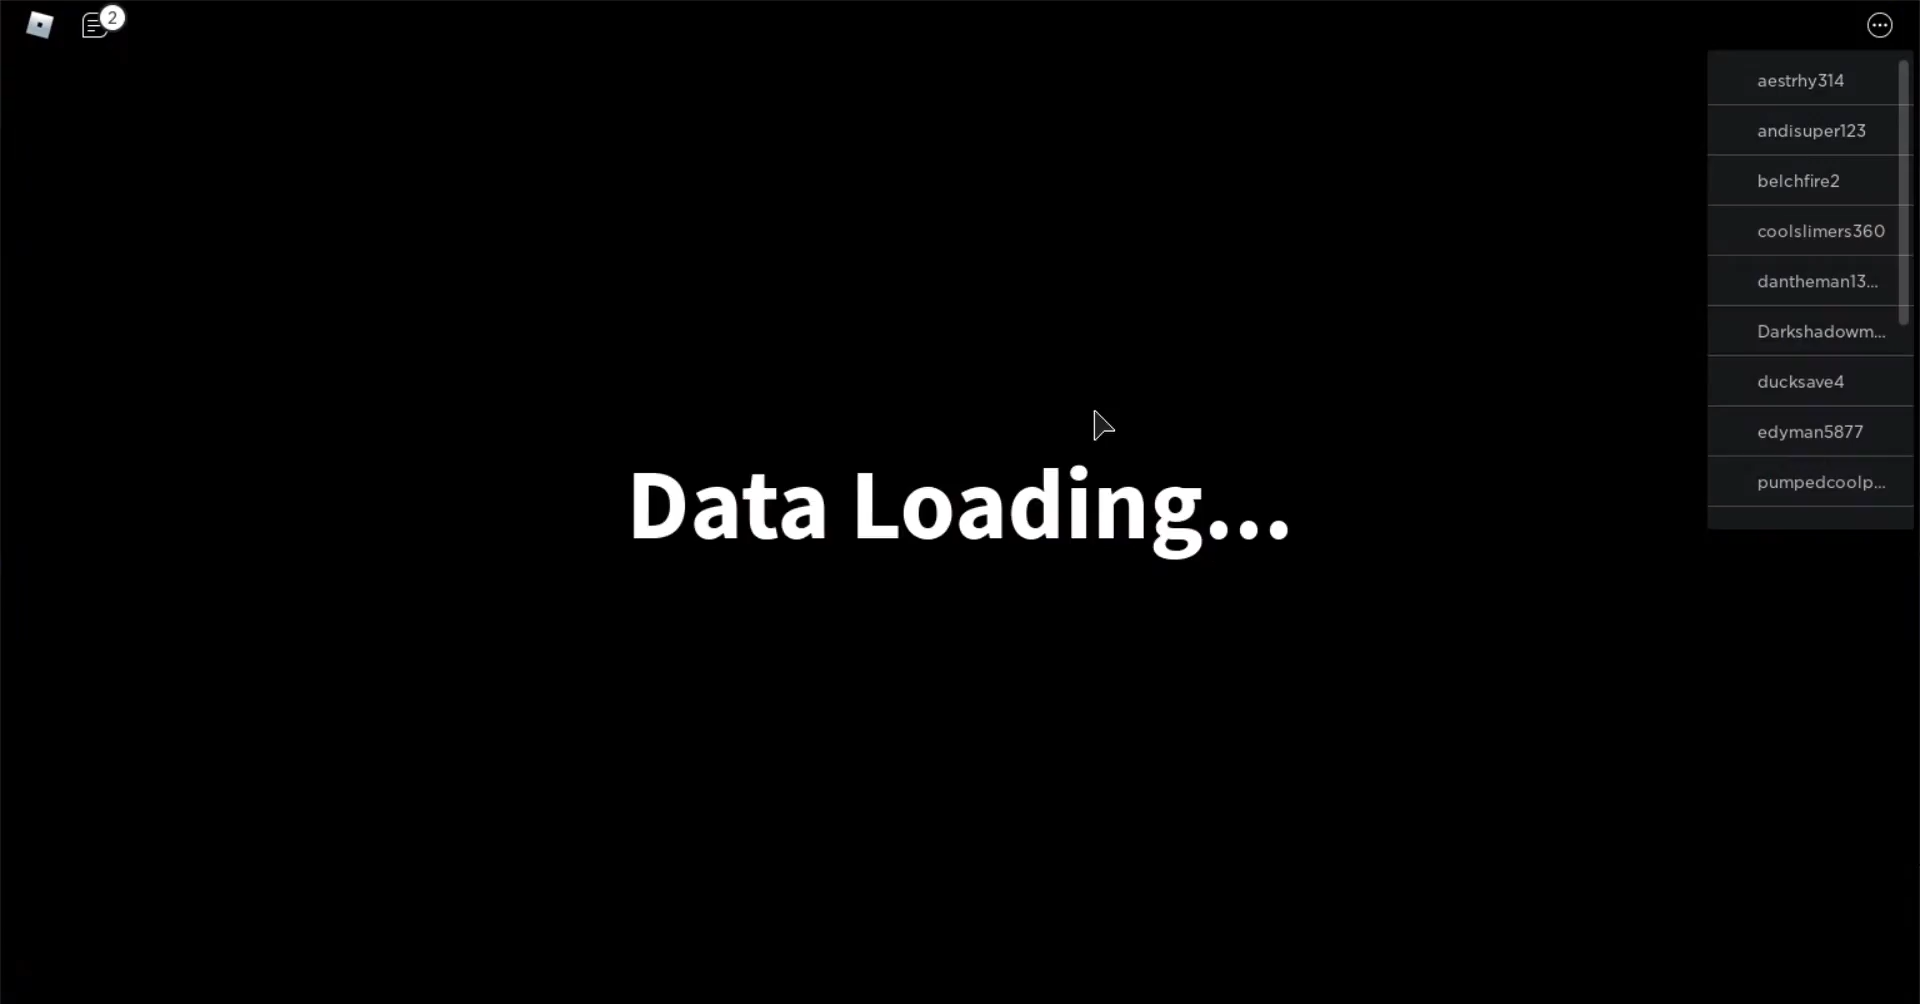 2
aestrhy314
andisuper123
belchfire2
coolslimers360
dantheman13...
Darkshadowm...
ducksave4
edyman5877
pumpedcoolp...
Data Loading...